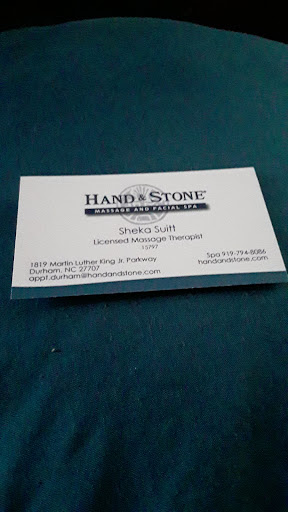 HAND & STONE®
MASSAGE AND FACIAL SPA
Sheka Suitt
Licensed Massage Therapist
15797
1819 Martin Luther King Jr. Parkway
Durham, NC 27707
appt.durham@handandstone.com
Spa 919-794-8086
handandstone.com